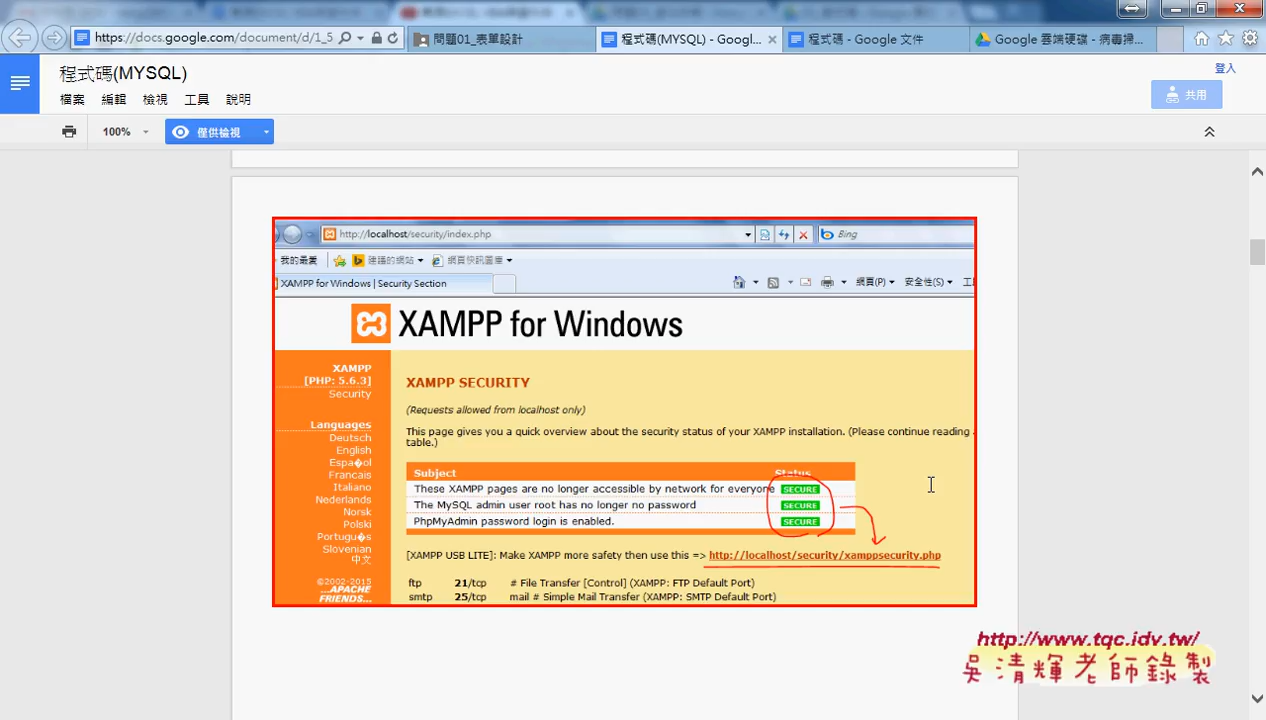 https://docs.google.com/document/d/1_5
問題01_表單設計
程式碼(MYSQL) - Googl...
程式碼 - Google 文件
Google 雲端硬碟 - 病毒掃...
程式碼(MYSQL)
登入
檔案 編輯 檢視 工具 說明
共用
100%
僅供檢視
http://localhost/security/index.php
Bing
我的最愛
建議的網站
網頁快訊圖庫
XAMPP for Windows | Security Section
網頁(P)
安全性(S)
XAMPP for Windows
XAMPP
[PHP: 5.6.3]
Security
Languages
Deutsch
English
Espa�ol
Francais
Italiano
Nederlands
Norsk
Polski
Portugu�s
Slovenian
中文
©2002-2015
...APACHE
FRIENDS...
XAMPP SECURITY
(Requests allowed from localhost only)
This page gives you a quick overview about the security status of your XAMPP installation. (Please continue reading
table.)
Subject Status
These XAMPP pages are no longer accessible by network for everyone SECURE
The MySQL admin user root has no longer no password SECURE
PhpMyAdmin password login is enabled. SECURE
[XAMPP USB LITE]: Make XAMPP more safety then use this => http://localhost/security/xamppsecurity.php
ftp 21/tcp # File Transfer [Control] (XAMPP: FTP Default Port)
smtp 25/tcp mail # Simple Mail Transfer (XAMPP: SMTP Default Port)
http://www.tqc.idv.tw/
吳清輝老師錄製